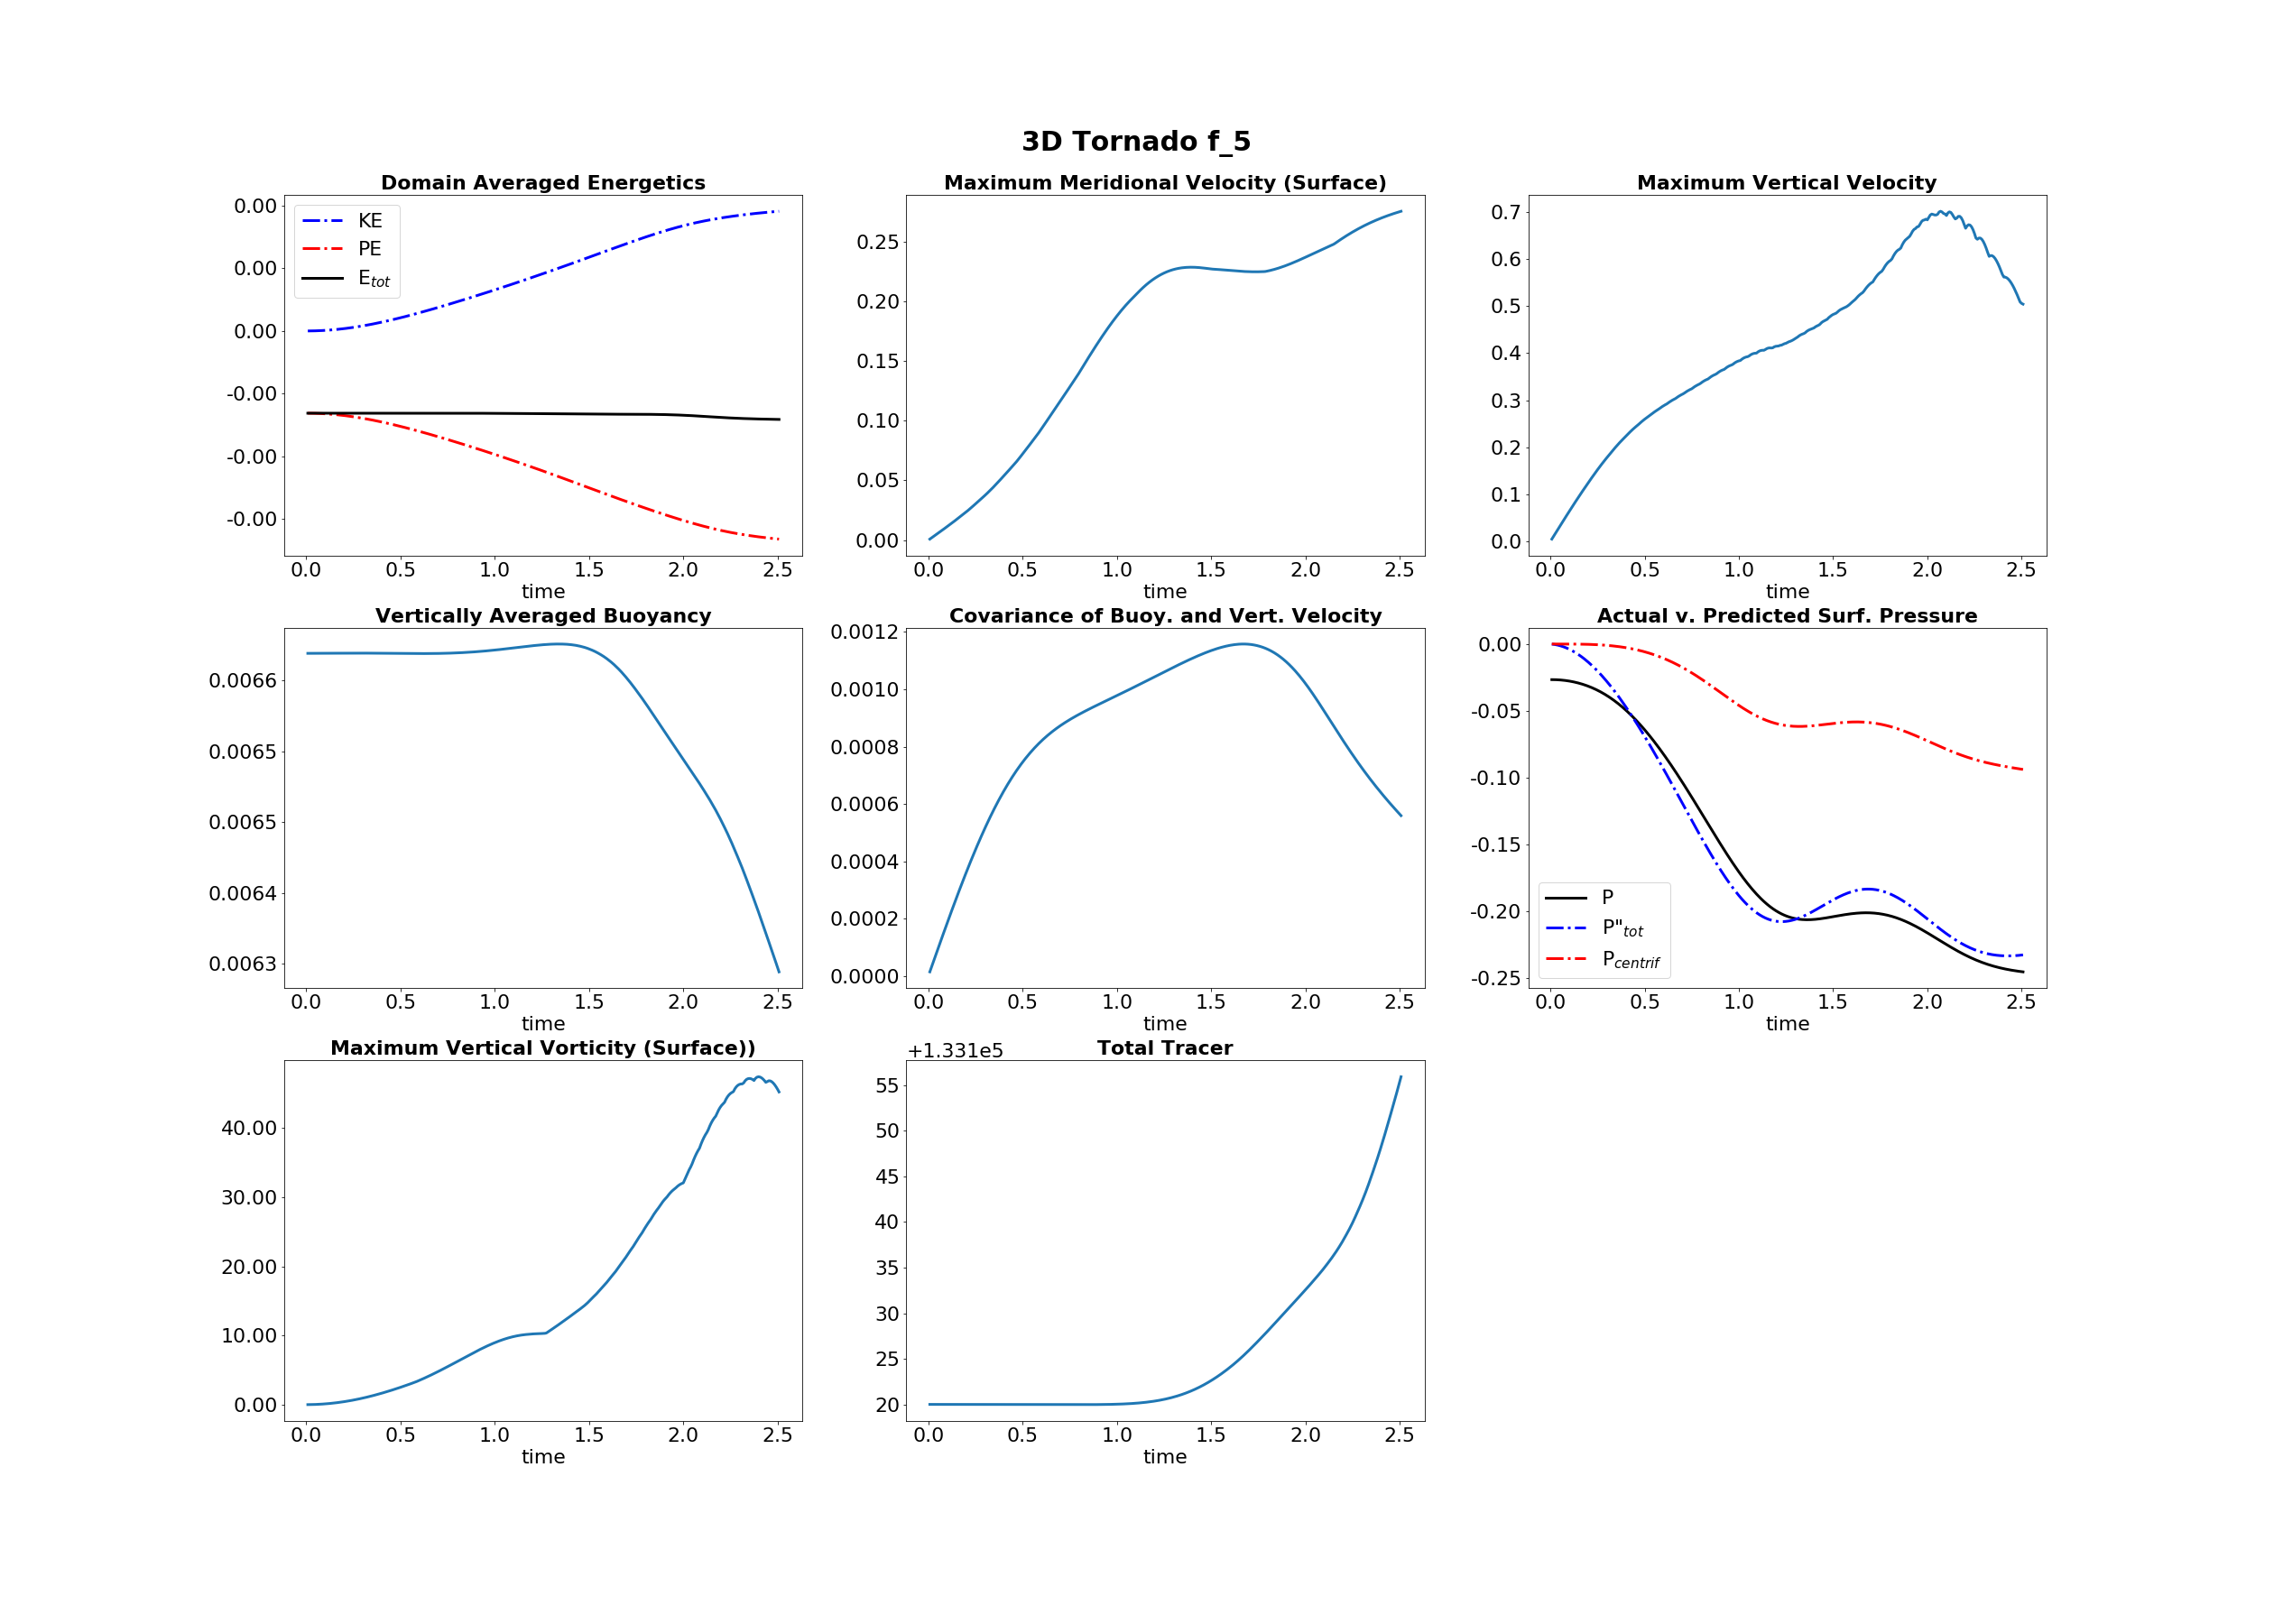 3D Tornado f_5
Domain Averaged Energetics
0.00
0.00
0.00
-0.00
-0.00
-0.00
KE
PE
E_tot
0.0 0.5 1.0 1.5 2.0 2.5
time
Maximum Meridional Velocity (Surface)
0.25
0.20
0.15
0.10
0.05
0.00
0.0 0.5 1.0 1.5 2.0 2.5
time
Maximum Vertical Velocity
0.7
0.6
0.5
0.4
0.3
0.2
0.1
0.0
0.0 0.5 1.0 1.5 2.0 2.5
time
Vertically Averaged Buoyancy
0.0066
0.0065
0.0065
0.0064
0.0063
0.0 0.5 1.0 1.5 2.0 2.5
time
Covariance of Buoy. and Vert. Velocity
0.0012
0.0010
0.0008
0.0006
0.0004
0.0002
0.0000
0.0 0.5 1.0 1.5 2.0 2.5
time
Actual v. Predicted Surf. Pressure
0.00
-0.05
-0.10
-0.15
-0.20
-0.25
P
P"_tot
P_centrif
0.0 0.5 1.0 1.5 2.0 2.5
time
Maximum Vertical Vorticity (Surface))
40.00
30.00
20.00
10.00
0.00
0.0 0.5 1.0 1.5 2.0 2.5
time
+1.331e5
Total Tracer
55
50
45
40
35
30
25
20
0.0 0.5 1.0 1.5 2.0 2.5
time